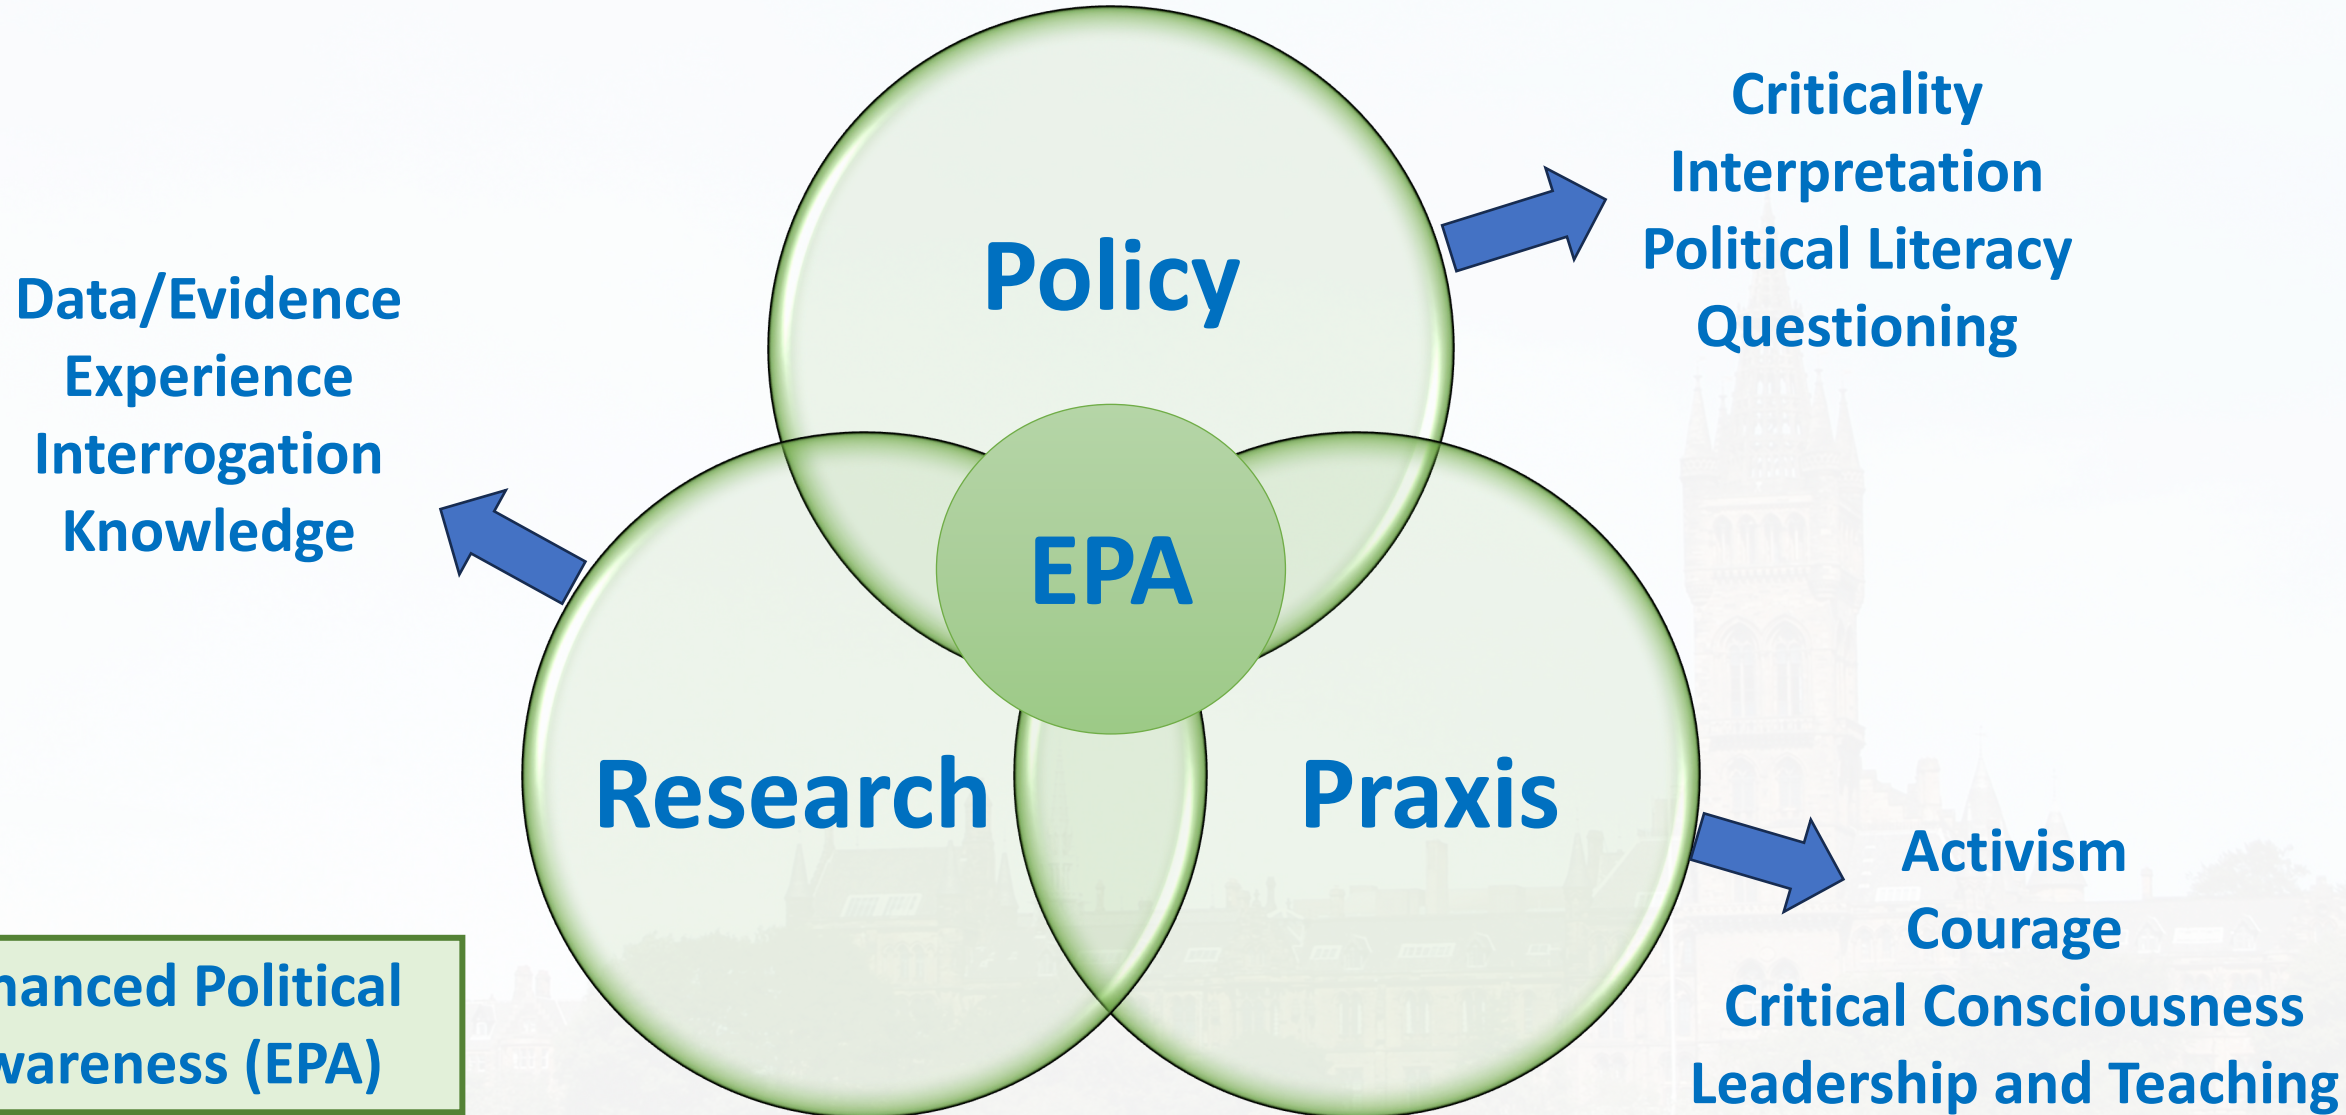 Criticality
Interpretation
Political Literacy
Questioning
Policy
Data/Evidence
Experience
Interrogation
Knowledge
EPA
Research
Praxis
Activism
Courage
Critical Consciousness
Leadership and Teaching
hanced Political
wareness (EPA)